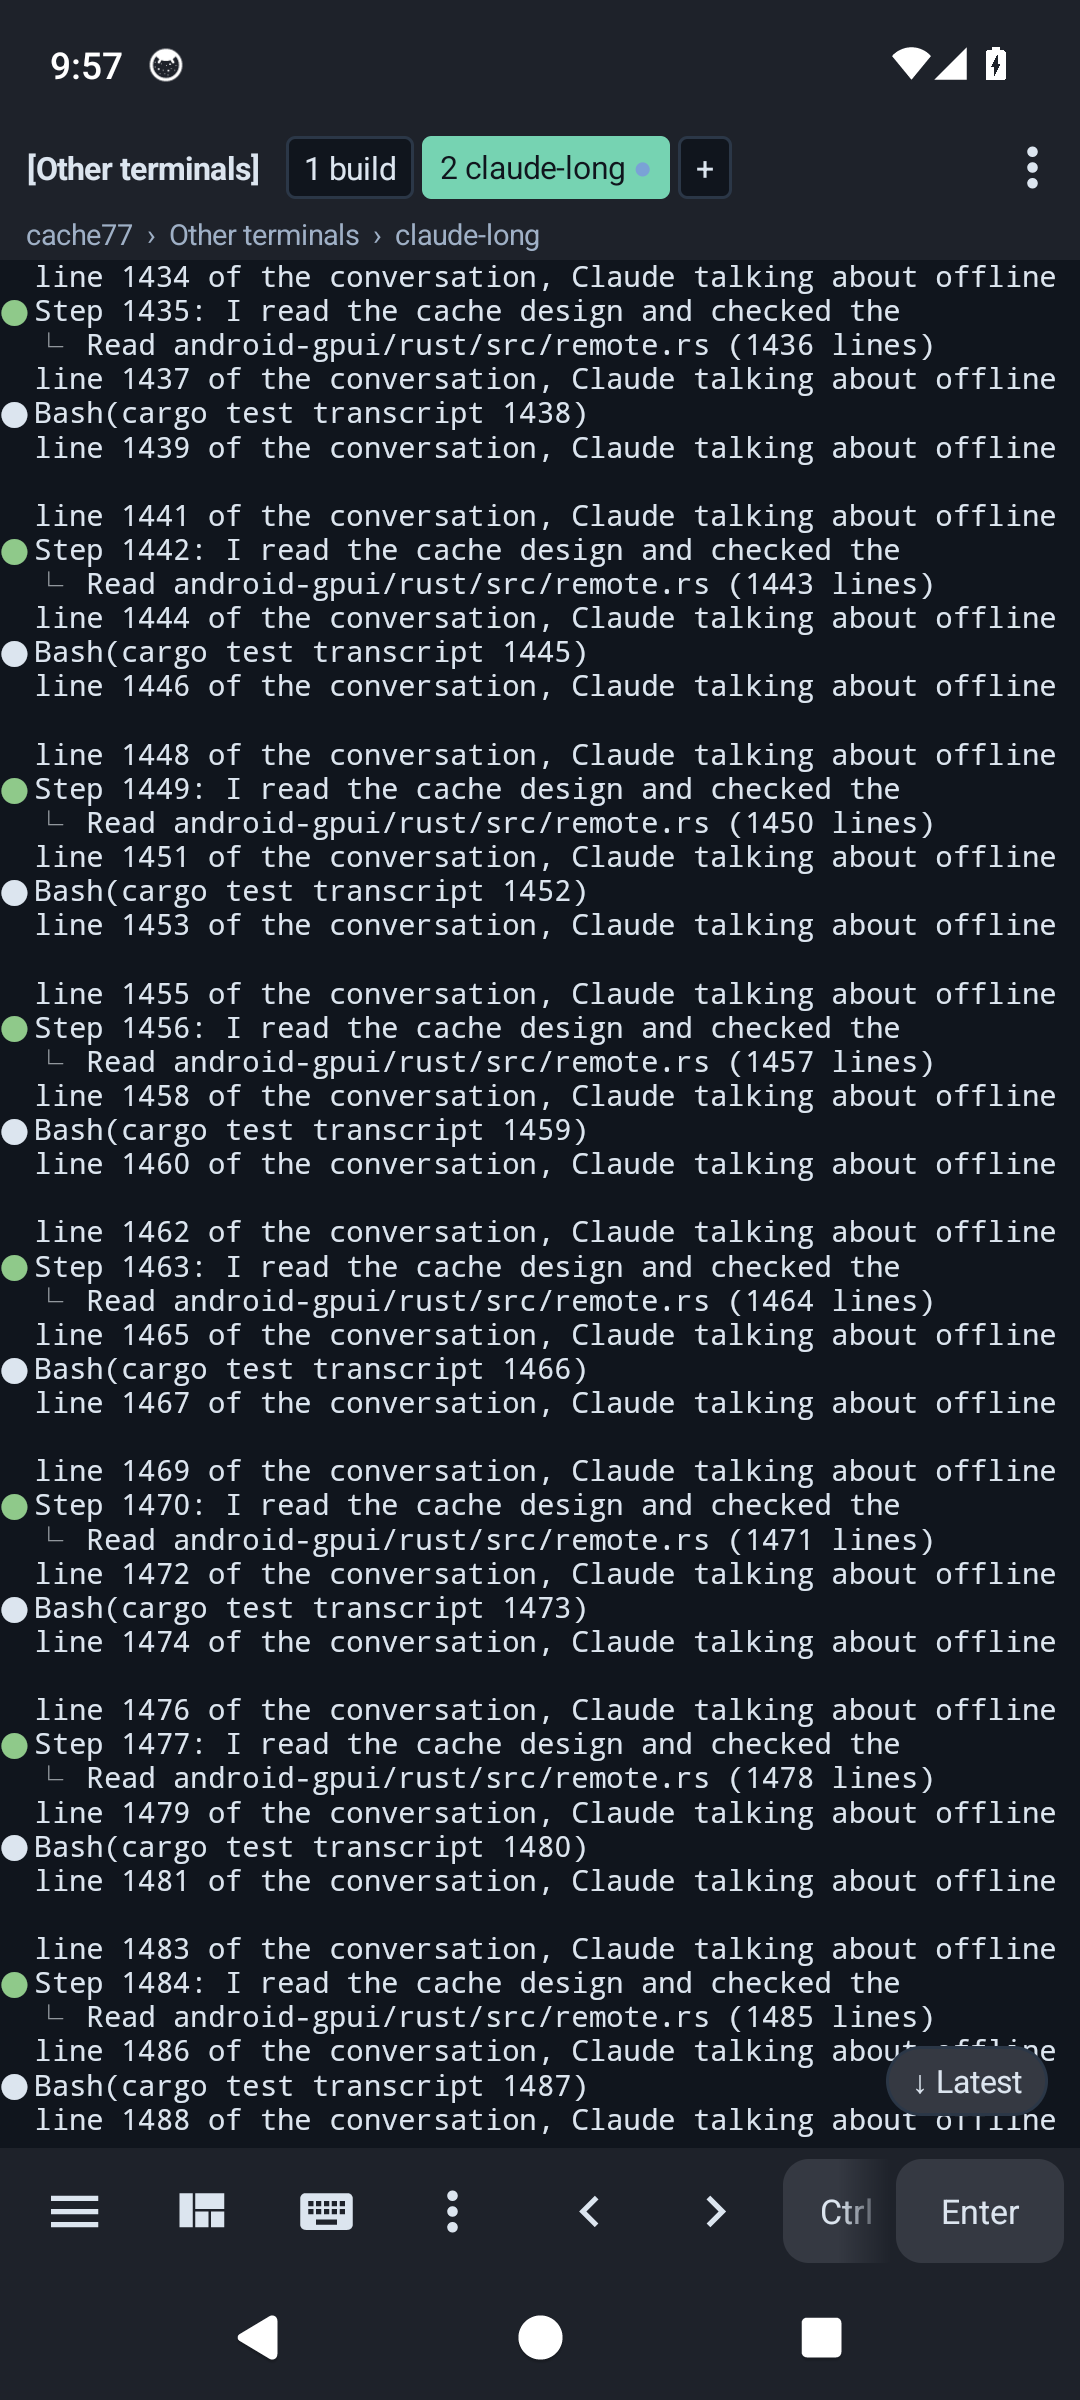 9:57
[Other terminals] 1 build 2 claude-long +
cache77 › Other terminals › claude-long
line 1434 of the conversation, Claude talking about offline
Step 1435: I read the cache design and checked the
└ Read android-gpui/rust/src/remote.rs (1436 lines)
line 1437 of the conversation, Claude talking about offline
Bash(cargo test transcript 1438)
line 1439 of the conversation, Claude talking about offline
line 1441 of the conversation, Claude talking about offline
Step 1442: I read the cache design and checked the
└ Read android-gpui/rust/src/remote.rs (1443 lines)
line 1444 of the conversation, Claude talking about offline
Bash(cargo test transcript 1445)
line 1446 of the conversation, Claude talking about offline
line 1448 of the conversation, Claude talking about offline
Step 1449: I read the cache design and checked the
└ Read android-gpui/rust/src/remote.rs (1450 lines)
line 1451 of the conversation, Claude talking about offline
Bash(cargo test transcript 1452)
line 1453 of the conversation, Claude talking about offline
line 1455 of the conversation, Claude talking about offline
Step 1456: I read the cache design and checked the
└ Read android-gpui/rust/src/remote.rs (1457 lines)
line 1458 of the conversation, Claude talking about offline
Bash(cargo test transcript 1459)
line 1460 of the conversation, Claude talking about offline
line 1462 of the conversation, Claude talking about offline
Step 1463: I read the cache design and checked the
└ Read android-gpui/rust/src/remote.rs (1464 lines)
line 1465 of the conversation, Claude talking about offline
Bash(cargo test transcript 1466)
line 1467 of the conversation, Claude talking about offline
line 1469 of the conversation, Claude talking about offline
Step 1470: I read the cache design and checked the
└ Read android-gpui/rust/src/remote.rs (1471 lines)
line 1472 of the conversation, Claude talking about offline
Bash(cargo test transcript 1473)
line 1474 of the conversation, Claude talking about offline
line 1476 of the conversation, Claude talking about offline
Step 1477: I read the cache design and checked the
└ Read android-gpui/rust/src/remote.rs (1478 lines)
line 1479 of the conversation, Claude talking about offline
Bash(cargo test transcript 1480)
line 1481 of the conversation, Claude talking about offline
line 1483 of the conversation, Claude talking about offline
Step 1484: I read the cache design and checked the
└ Read android-gpui/rust/src/remote.rs (1485 lines)
line 1486 of the conversation, Claude talking about offline
Bash(cargo test transcript 1487)
↓ Latest
line 1488 of the conversation, Claude talking about offline
Ctrl Enter